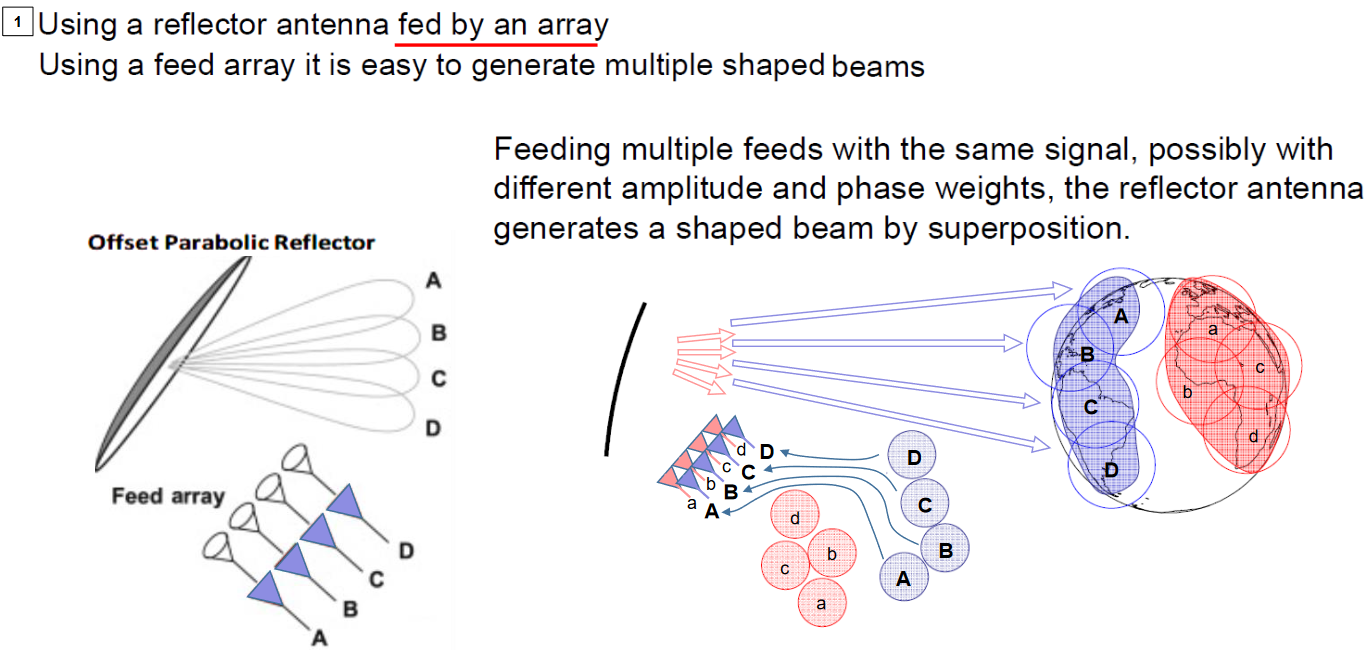 1
Using a reflector antenna fed by an array
Using a feed array it is easy to generate multiple shaped beams
Feeding multiple feeds with the same signal, possibly with
different amplitude and phase weights, the reflector antenna
generates a shaped beam by superposition.
Offset Parabolic Reflector
A
B
C
D
Feed array
D
C
B
A
d D
c C
b B
a A
D
C
B
A
d
b
c
a
A
B
C
D
a
c
b
d